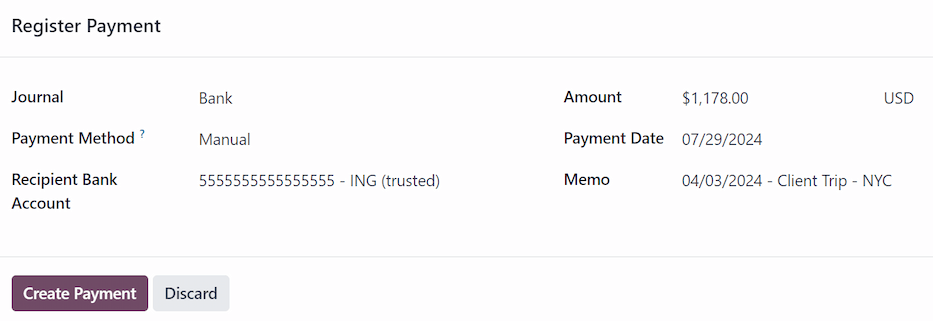 Register Payment
Journal Bank Amount $1,178.00 USD
Payment Method ? Manual Payment Date 07/29/2024
Recipient Bank Account 5555555555555555 - ING (trusted) Memo 04/03/2024 - Client Trip - NYC
Create Payment Discard